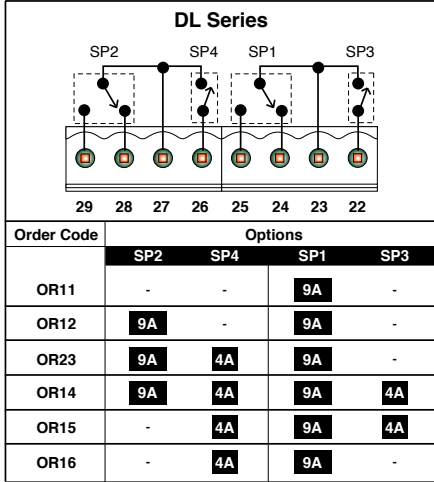 DL Series
SP2 SP4 SP1 SP3
29 28 27 26 25 24 23 22
Order Code Options
SP2 SP4 SP1 SP3
OR11 - - 9A -
OR12 9A - 9A -
OR23 9A 4A 9A -
OR14 9A 4A 9A 4A
OR15 - 4A 9A 4A
OR16 - 4A 9A -